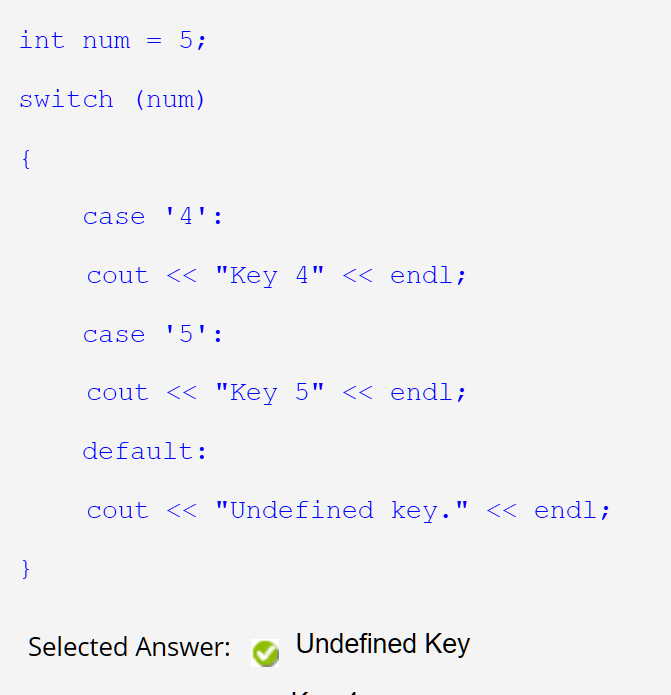 int num = 5;
switch (num)
{
case '4':
cout << "Key 4" << endl;
case '5':
cout << "Key 5" << endl;
default:
cout << "Undefined key." << endl;
}
Selected Answer: Undefined Key